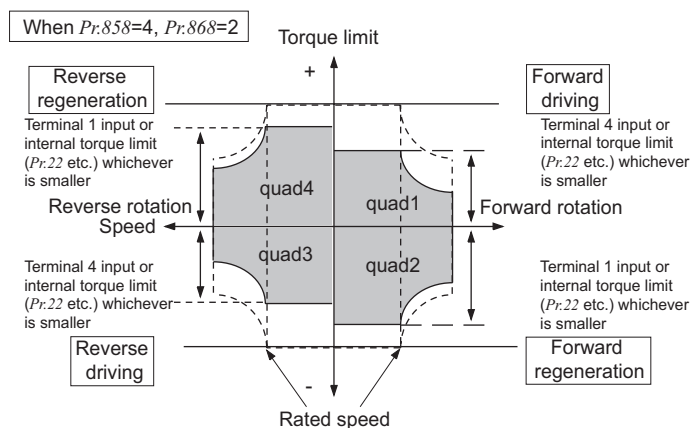 When Pr.858=4, Pr.868=2
Torque limit
+
Reverse
regeneration
Forward
driving
Terminal 1 input or
internal torque limit
(Pr.22 etc.) whichever
is smaller
Terminal 4 input or
internal torque limit
(Pr.22 etc.) whichever
is smaller
quad4
quad1
Reverse rotation
Speed
Forward rotation
quad3
quad2
Terminal 4 input or
internal torque limit
(Pr.22 etc.) whichever
is smaller
Terminal 1 input or
internal torque limit
(Pr.22 etc.) whichever
is smaller
Reverse
driving
Forward
regeneration
-
Rated speed